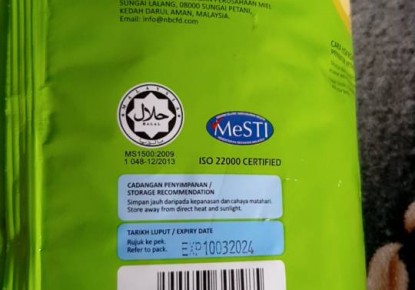 SUNGAI LALANG, 08000 SUNGAI PETANI,
KEDAH DARUL AMAN, MALAYSIA.
Email: info@nbcfd.com
حلال
HALAL
MeSTI
MS1500:2009
1 048-12/2013
ISO 22000 CERTIFIED
CADANGAN PENYIMPANAN /
STORAGE RECOMMENDATION
Simpan jauh daripada kepanasan dan cahaya matahari.
Store away from direct heat and sunlight.
TARIKH LUPUT / EXPIRY DATE
Rujuk ke pek.
Refer to pack.
EXP10032024